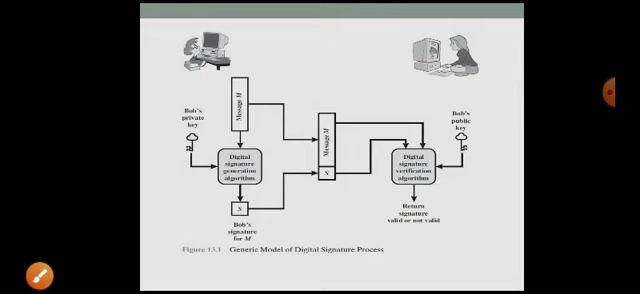 Message M
Bob's
private
key
Digital
signature
generation
algorithm
S
Bob's
signature
for M
Message M
S
Bob's
public
key
Digital
signature
verification
algorithm
Return
signature
valid or not valid
Figure 13.1 Generic Model of Digital Signature Process